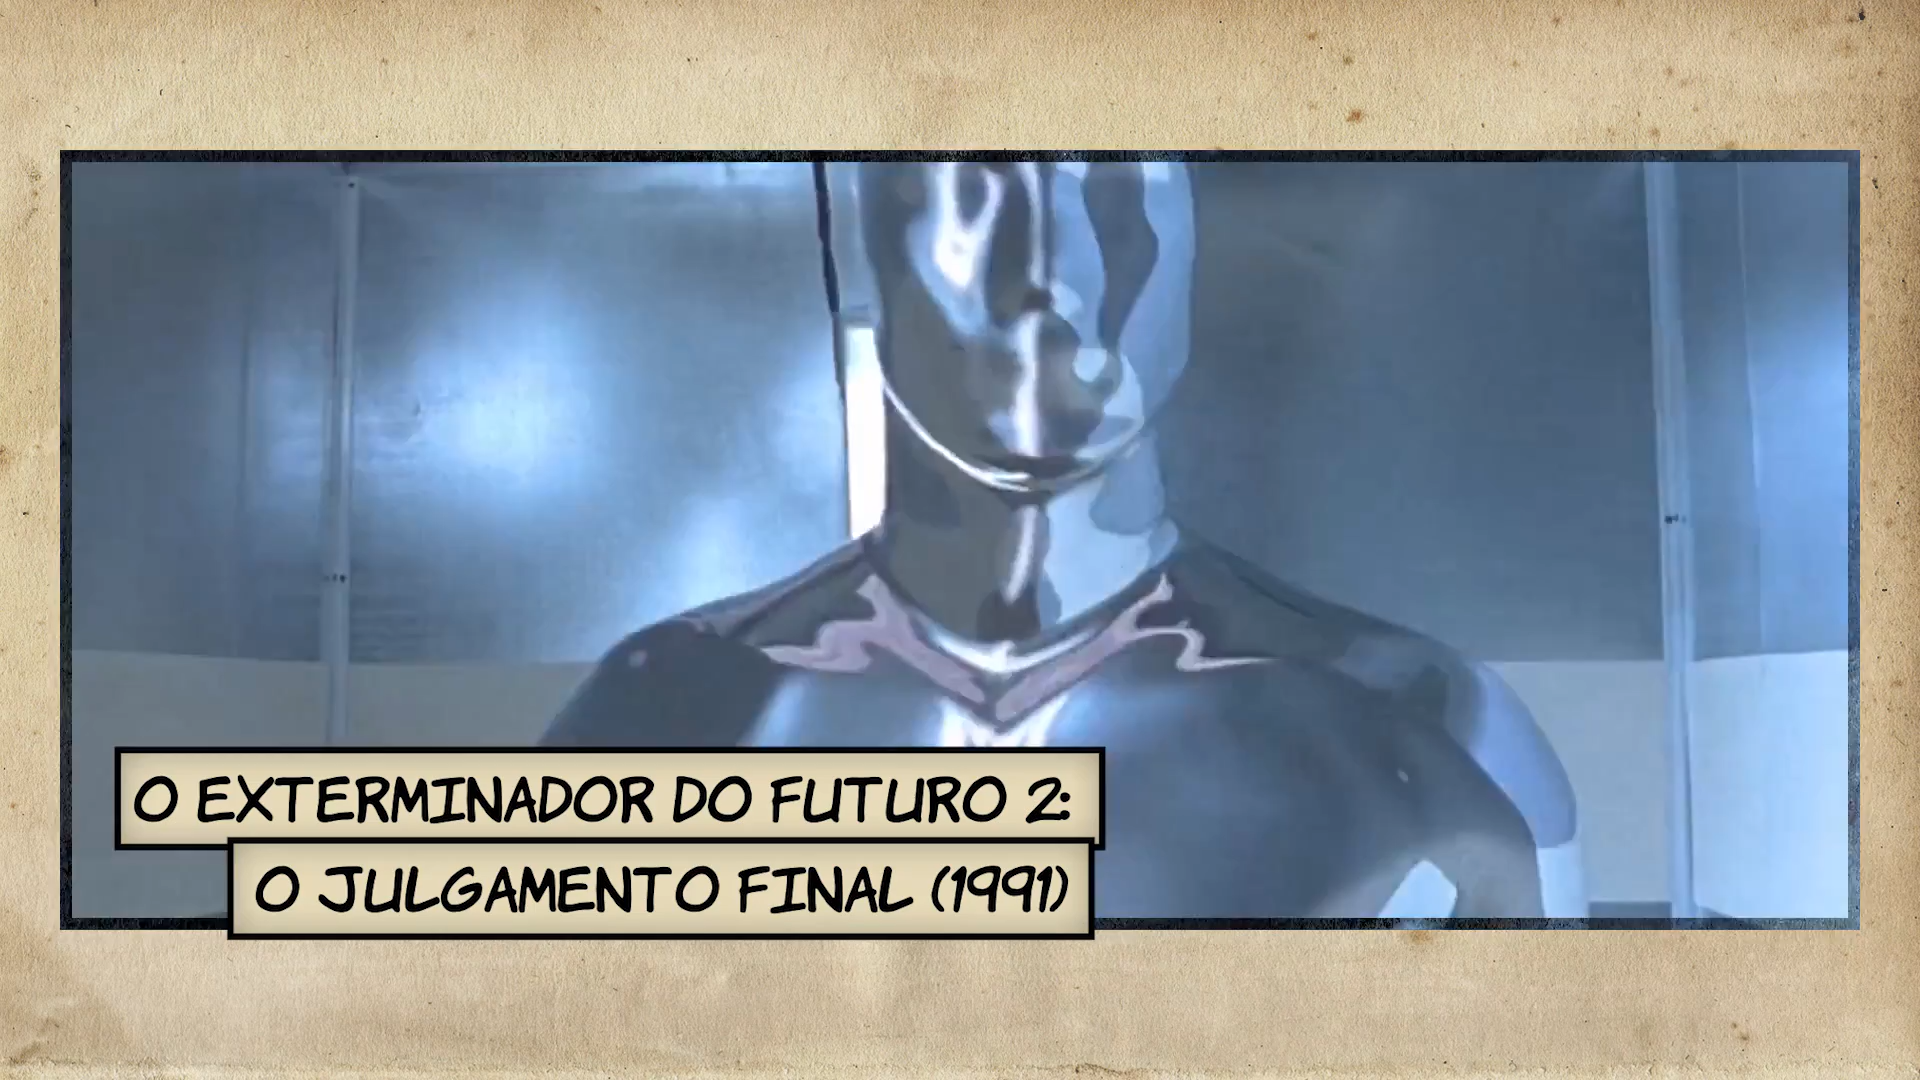 O EXTERMINADOR DO FUTURO 2:
O JULGAMENTO FINAL (1991)